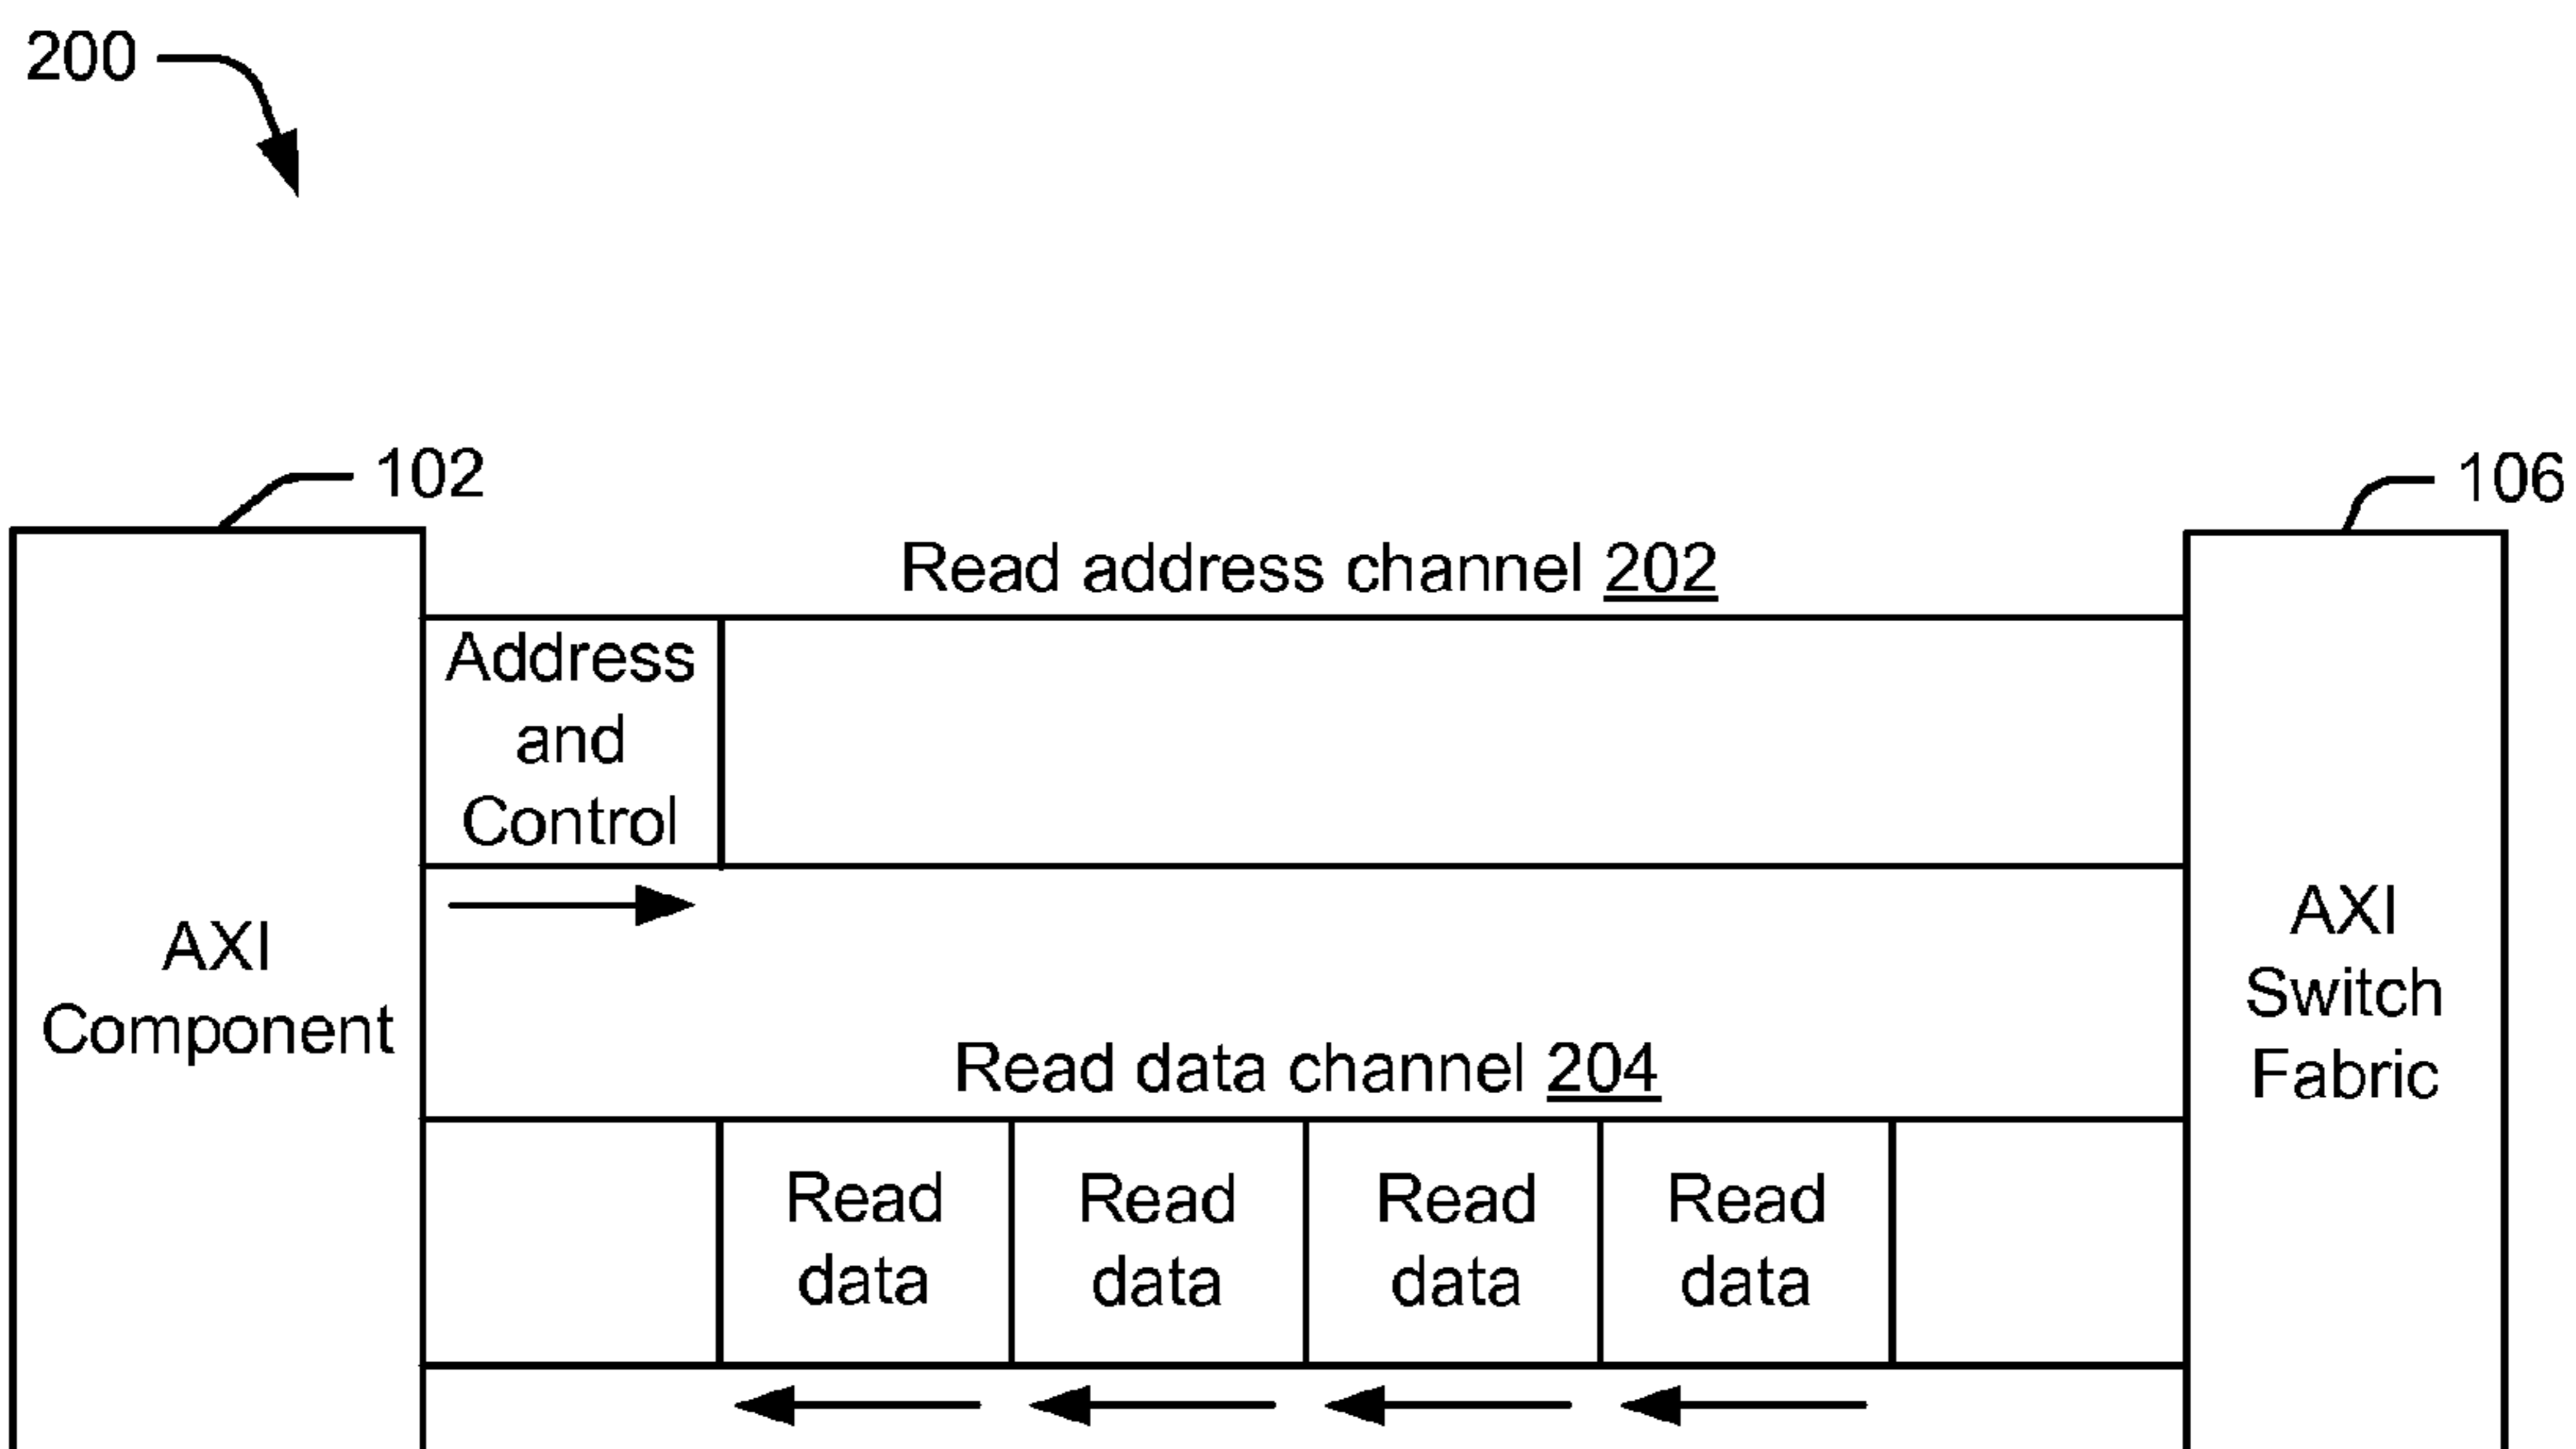 200
102
106
Read address channel 202
Address
and
Control
AXI
Component
AXI
Switch
Fabric
Read data channel 204
Read
data
Read
data
Read
data
Read
data